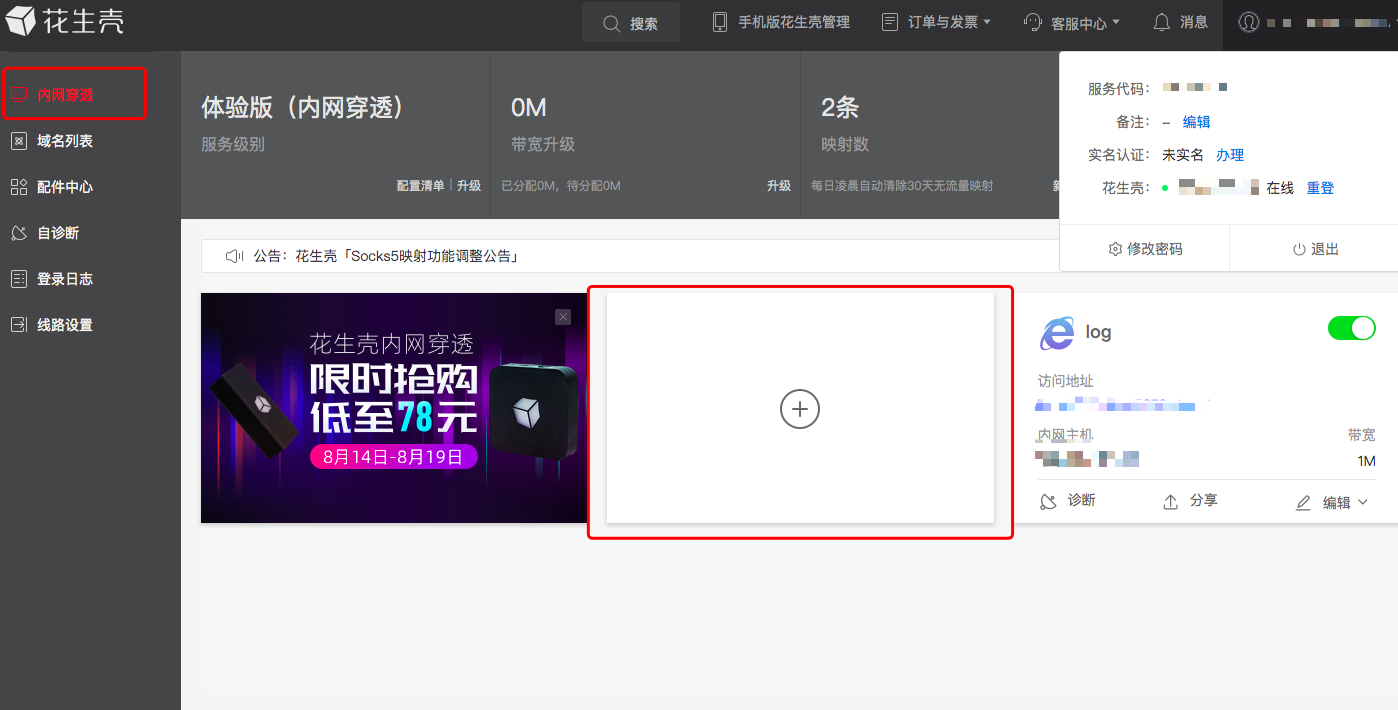 花生壳
搜索
手机版花生壳管理
订单与发票
客服中心
消息
内网穿透
域名列表
配件中心
自诊断
登录日志
线路设置
体验版（内网穿透）
服务级别
配置清单 升级
0M
带宽升级
已分配0M，待分配0M 升级
2条
映射数
每日凌晨自动清除30天无流量映射
服务代码：
备注： – 编辑
实名认证： 未实名 办理
花生壳： 在线 重登
修改密码 退出
公告：花生壳「Socks5映射功能调整公告」
花生壳内网穿透
限时抢购
低至78元
8月14日-8月19日
log
访问地址
内网主机 带宽
1M
诊断 分享 编辑